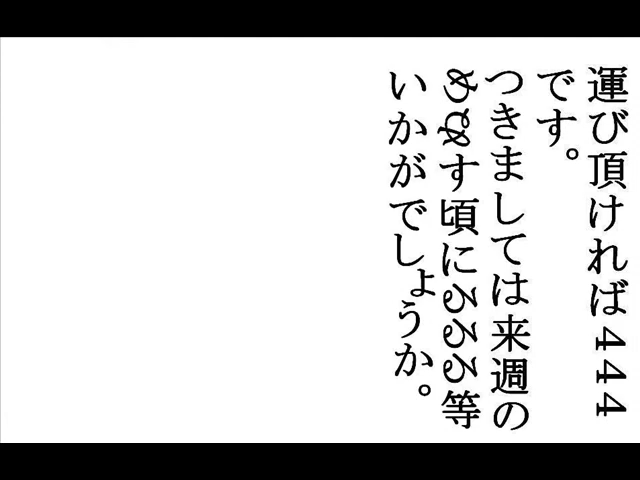 運び頂ければ444
です。
つきましては来週の
す頃に等
いかがでしょうか。